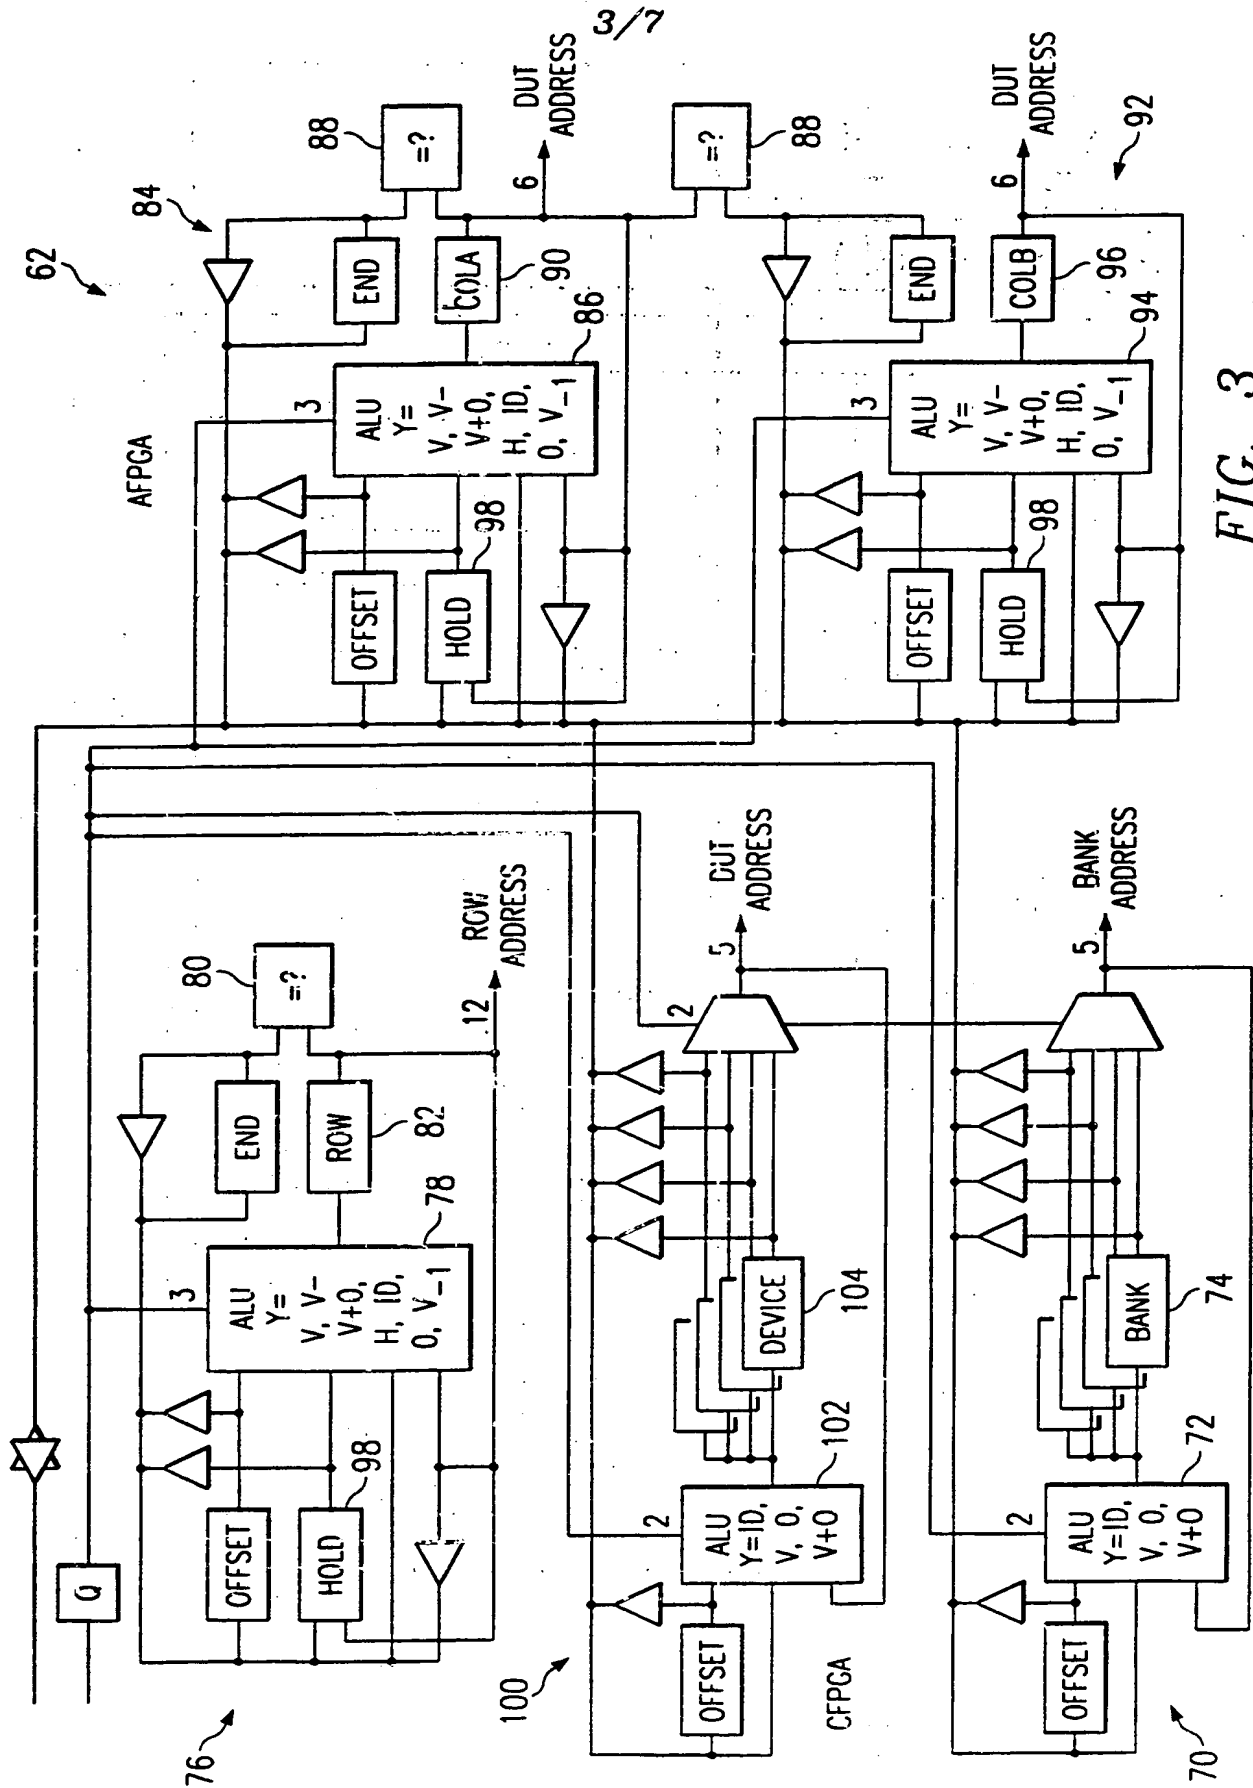 3/7
62
84
88
=?
END
COLA
90
6
DUT
ADDRESS
86
3
ALU
Y=
V, V-
V+0,
H, ID,
0, V-1
AFPGA
OFFSET
HOLD
98
88
=?
END
COLB
96
6
DUT
ADDRESS
92
94
3
ALU
Y=
V, V-
V+0,
H, ID,
0, V-1
OFFSET
HOLD
98
Q
76
80
=?
END
ROW
82
12
ROW
ADDRESS
78
3
ALU
Y=
V, V-
V+0,
H, ID,
0, V-1
OFFSET
HOLD
98
100
2
5
DUT
ADDRESS
DEVICE
104
102
2
ALU
Y=ID,
V, 0,
V+0
OFFSET
CFPGA
70
5
BANK
ADDRESS
BANK
74
72
2
ALU
Y=ID,
V, 0,
V+0
OFFSET
FIG. 3